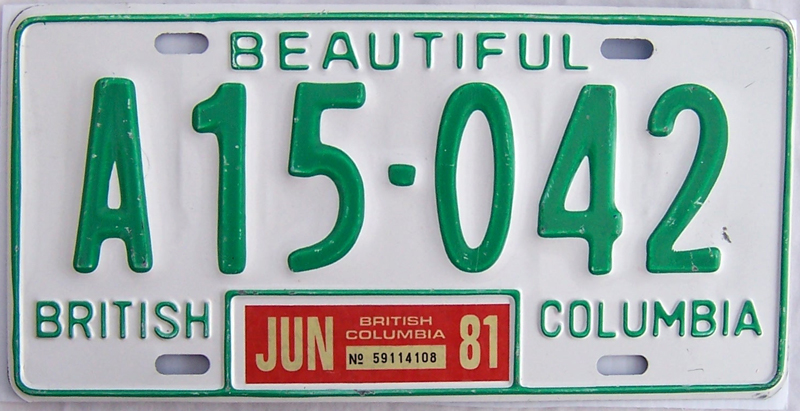 BEAUTIFUL
A15-042
BRITISH COLUMBIA
JUN BRITISH COLUMBIA 81
№ 59114108